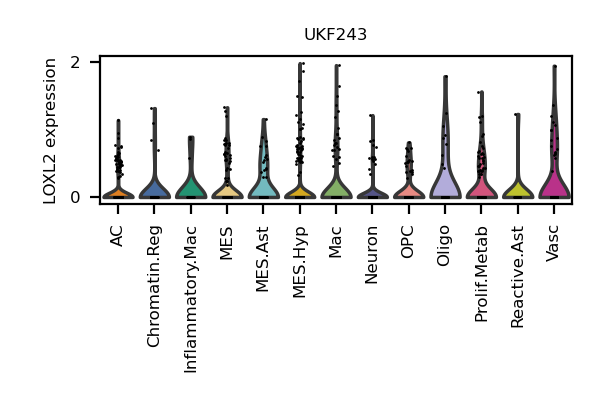 UKF243
LOXL2 expression
2
0
AC
Chromatin.Reg
Inflammatory.Mac
MES
MES.Ast
MES.Hyp
Mac
Neuron
OPC
Oligo
Prolif.Metab
Reactive.Ast
Vasc